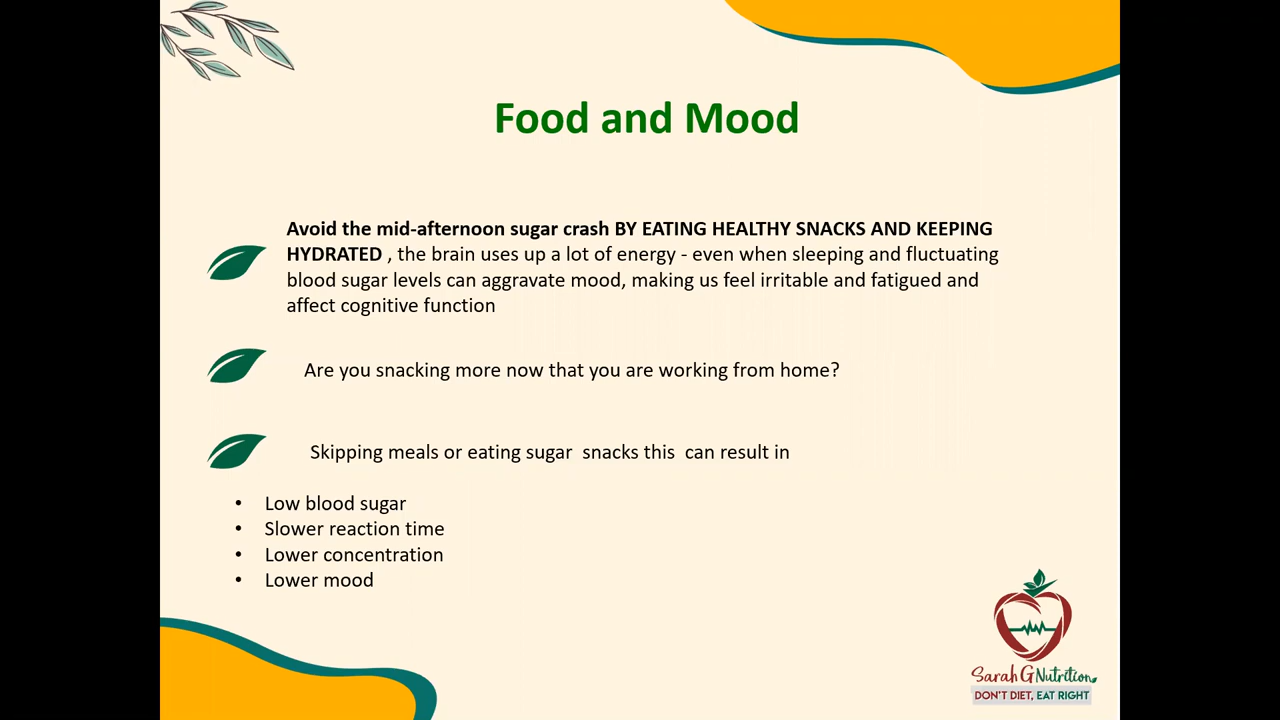 Food and Mood
Avoid the mid-afternoon sugar crash BY EATING HEALTHY SNACKS AND KEEPING
HYDRATED , the brain uses up a lot of energy - even when sleeping and fluctuating
blood sugar levels can aggravate mood, making us feel irritable and fatigued and
affect cognitive function
Are you snacking more now that you are working from home?
Skipping meals or eating sugar  snacks this  can result in
• Low blood sugar
• Slower reaction time
• Lower concentration
• Lower mood
Sarah G Nutrition
DON'T DIET, EAT RIGHT